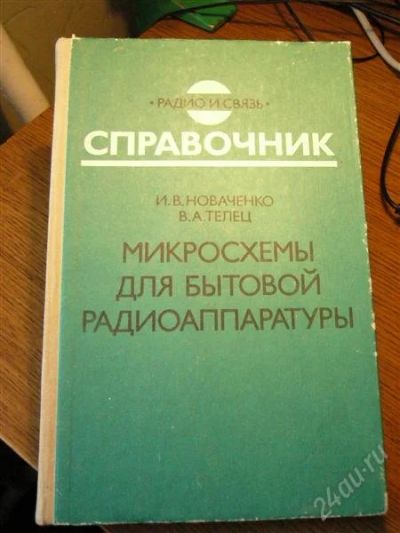 • РАДИО И СВЯЗЬ •
СПРАВОЧНИК
И. В. НОВАЧЕНКО
В. А. ТЕЛЕЦ
МИКРОСХЕМЫ
ДЛЯ БЫТОВОЙ
РАДИОАППАРАТУРЫ
24au.ru